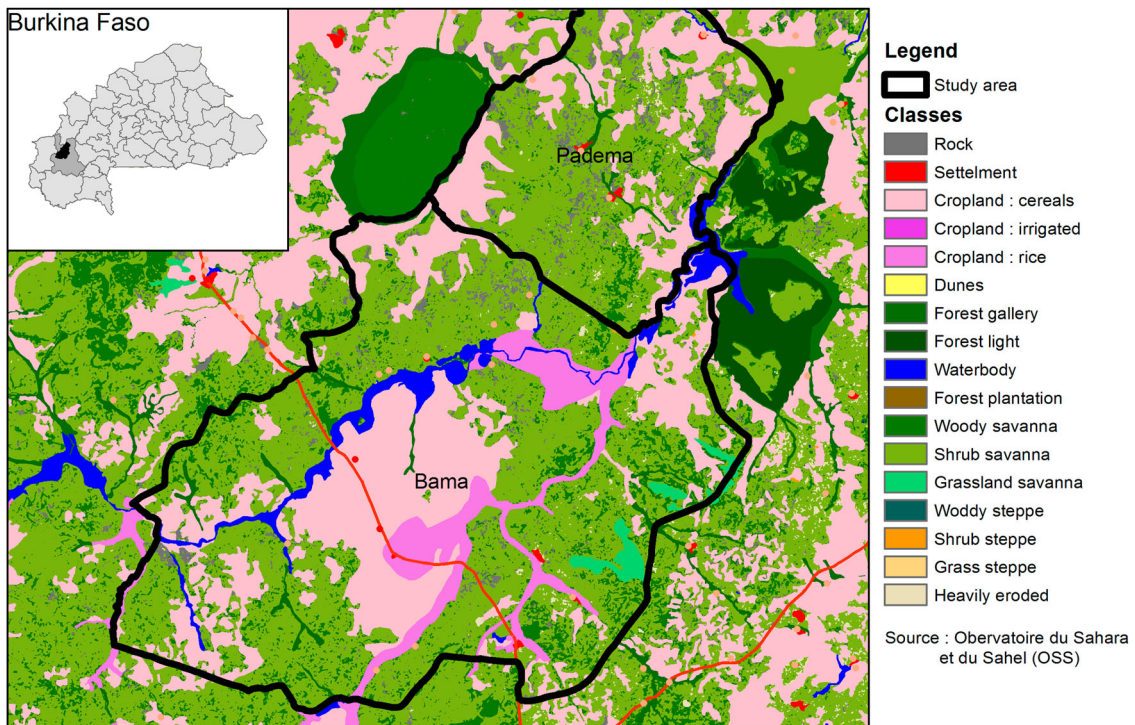 Burkina Faso
Padema
Bama
Legend
Study area
Classes
Rock
Settelment
Cropland : cereals
Cropland : irrigated
Cropland : rice
Dunes
Forest gallery
Forest light
Waterbody
Forest plantation
Woody savanna
Shrub savanna
Grassland savanna
Woddy steppe
Shrub steppe
Grass steppe
Heavily eroded
Source : Obervatoire du Sahara
et du Sahel (OSS)